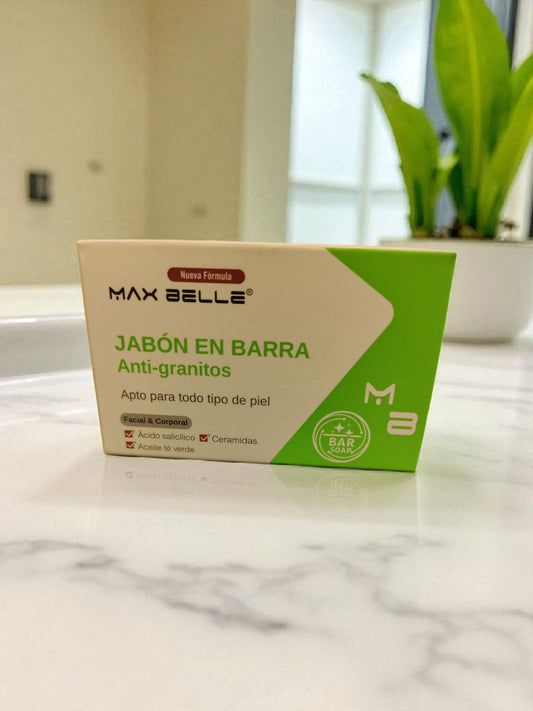 Nueva Fórmula
MAX BELLE®
JABÓN EN BARRA
Anti-granitos
Apto para todo tipo de piel
Facial & Corporal
Ácido salicílico Ceramidas
Aceite té verde
M
B
BAR
SOAP